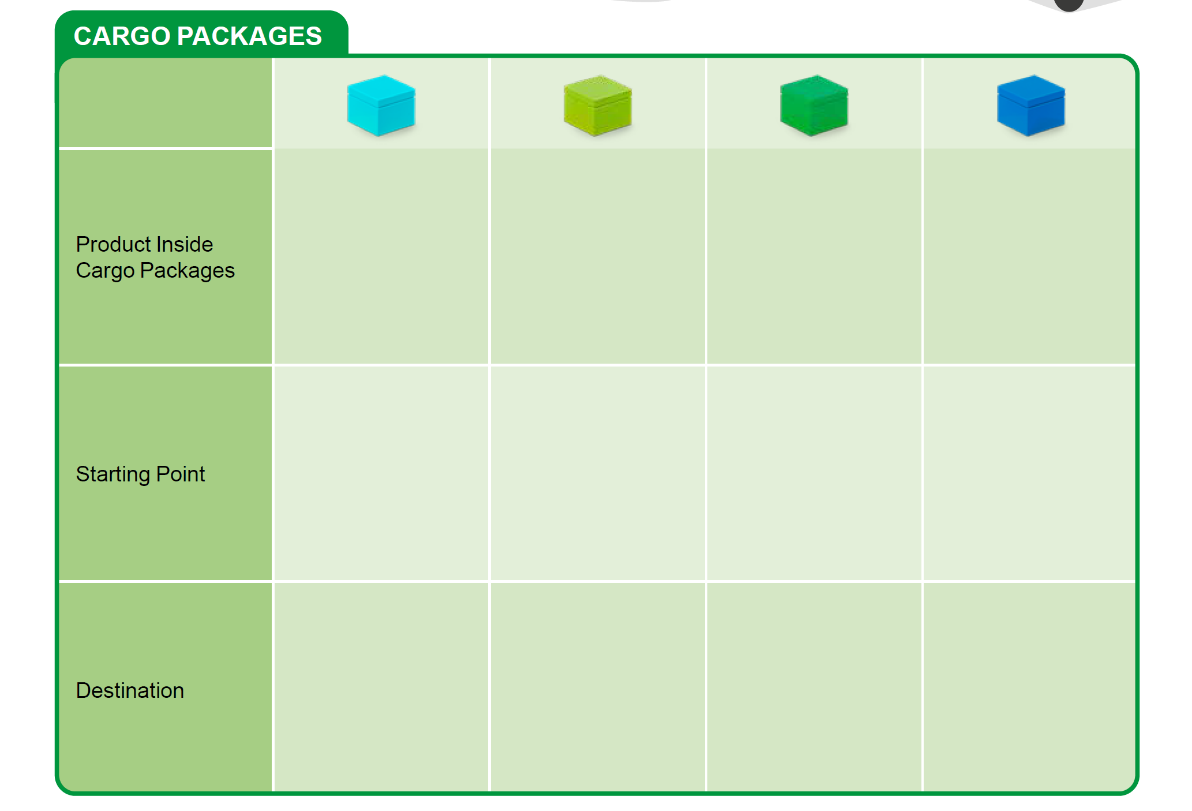 CARGO PACKAGES
Product Inside
Cargo Packages
Starting Point
Destination